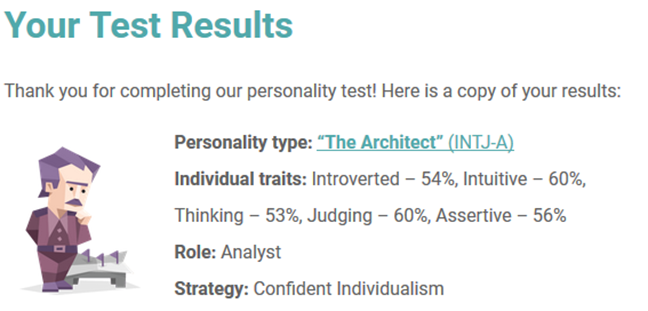 Your Test Results
Thank you for completing our personality test! Here is a copy of your results:
Personality type: “The Architect” (INTJ-A)
Individual traits: Introverted – 54%, Intuitive – 60%,
Thinking – 53%, Judging – 60%, Assertive – 56%
Role: Analyst
Strategy: Confident Individualism